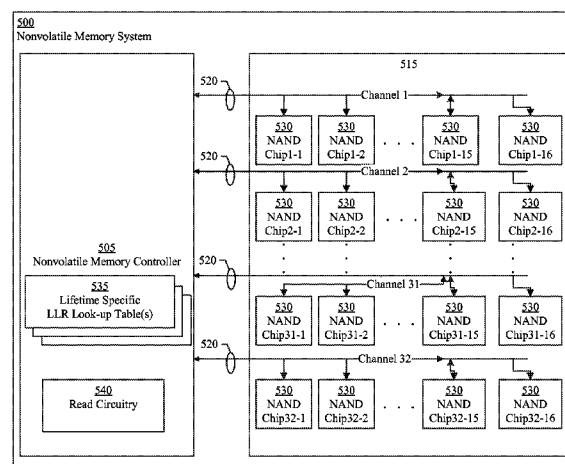 500
Nonvolatile Memory System
515
520
Channel 1
530 530 530 530
NAND NAND NAND NAND
Chip1-1 Chip1-2 . . . Chip1-15 Chip1-16
520
Channel 2
530 530 530 530
NAND NAND NAND NAND
Chip2-1 Chip2-2 . . . Chip2-15 Chip2-16
505
Nonvolatile Memory Controller
520
Channel 31
535
Lifetime Specific
LLR Look-up Table(s)
530 530 530 530
NAND NAND NAND NAND
Chip31-1 Chip31-2 . . . Chip31-15 Chip31-16
520
Channel 32
540
Read Circuitry
530 530 530 530
NAND NAND NAND NAND
Chip32-1 Chip32-2 . . . Chip32-15 Chip32-16